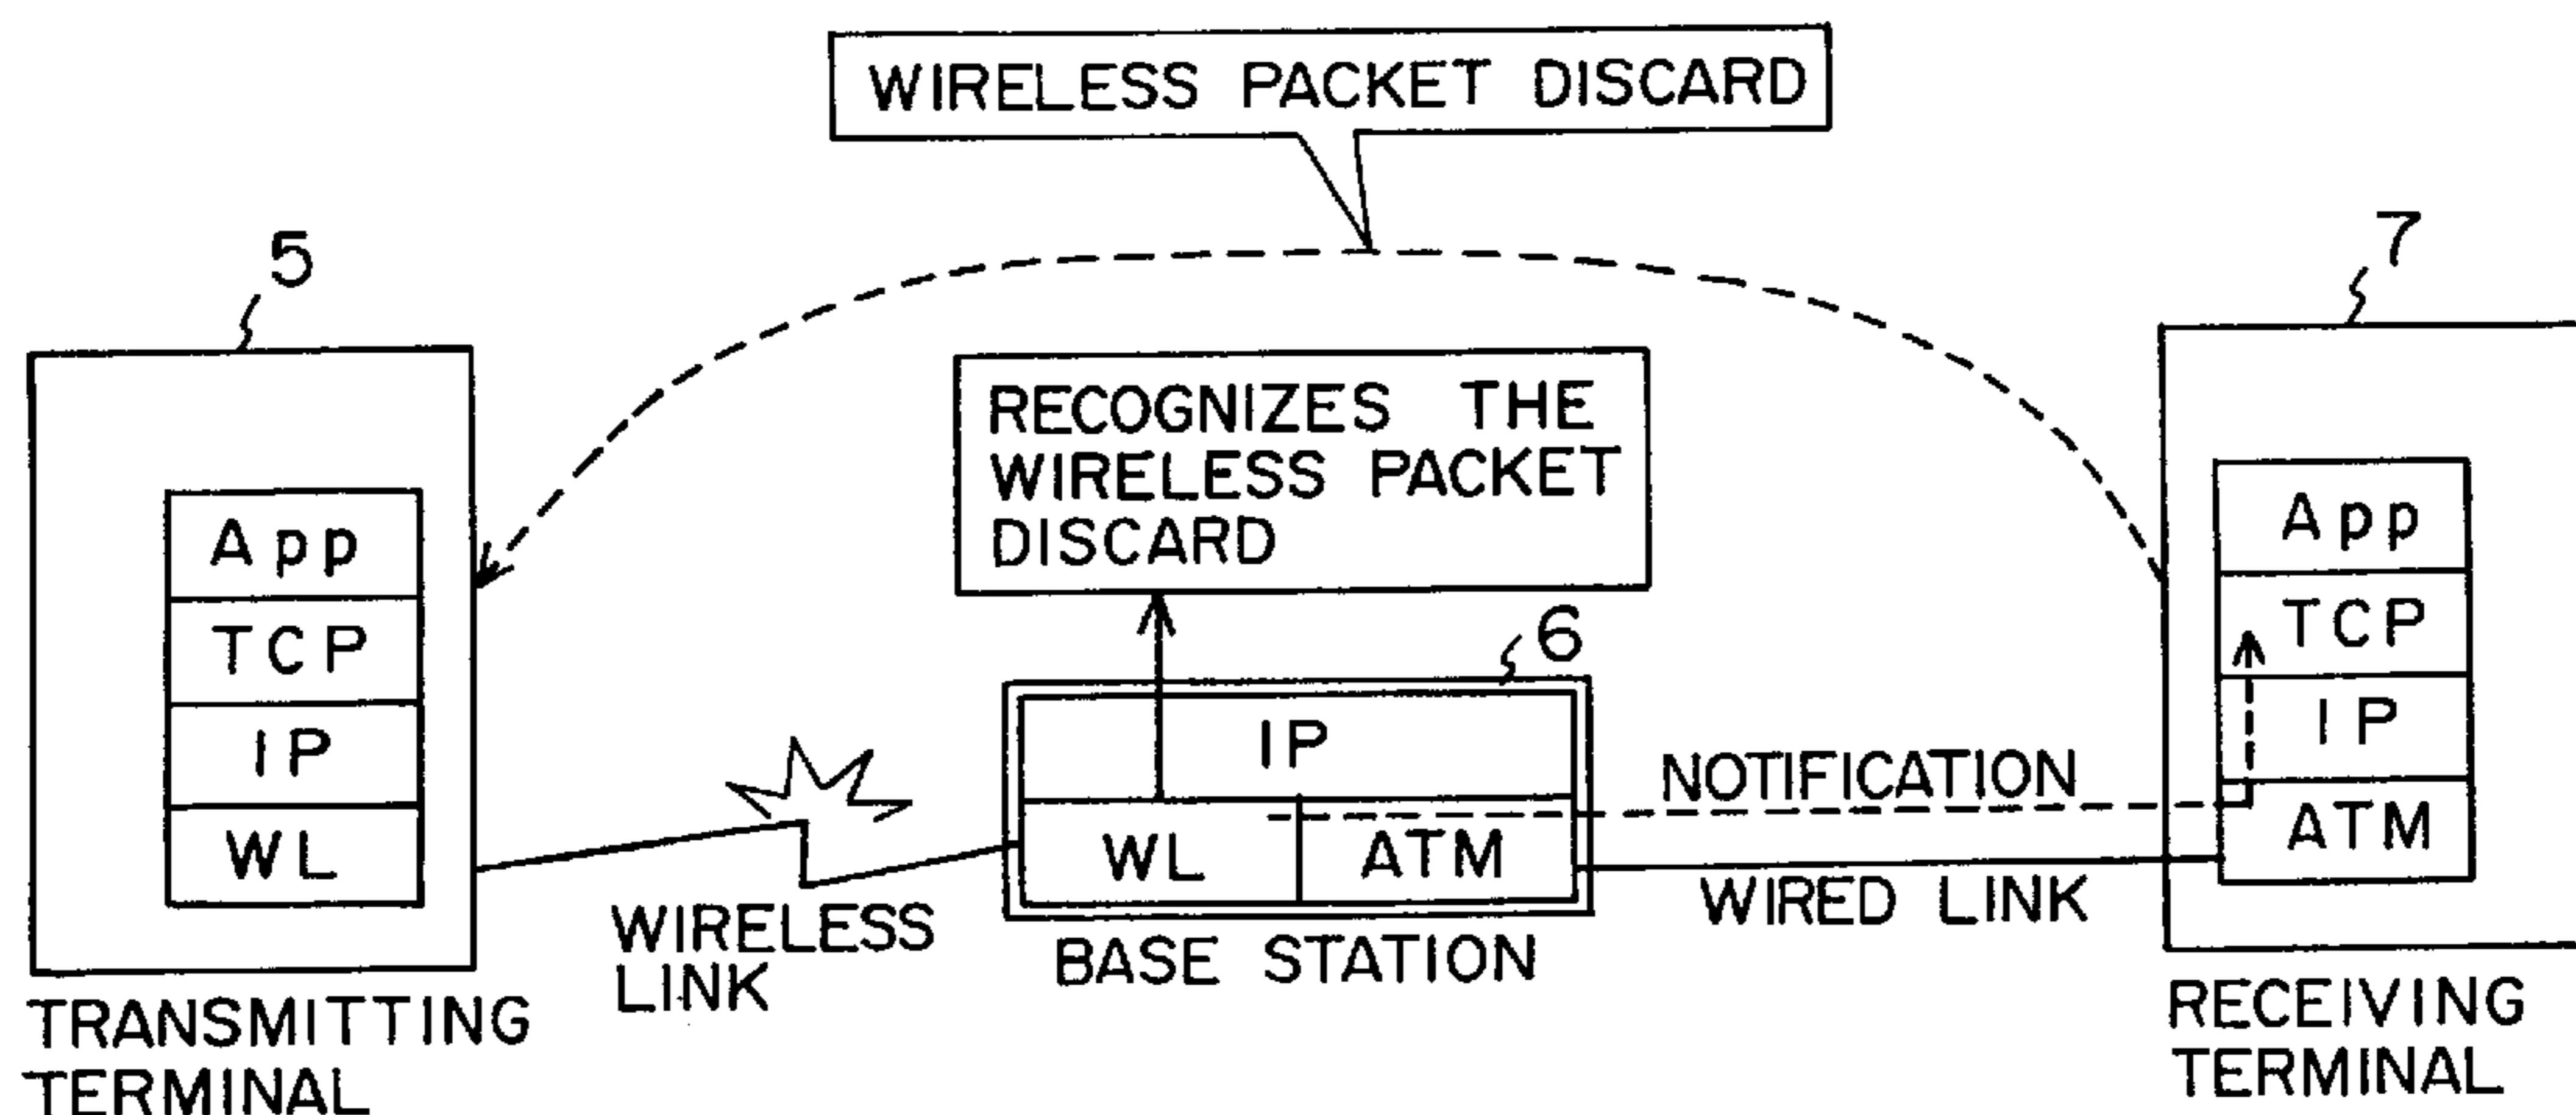 WIRELESS PACKET DISCARD
5
7
RECOGNIZES THE
WIRELESS PACKET
DISCARD
App
TCP
IP
WL
6
IP
WL
ATM
NOTIFICATION
WIRED LINK
App
TCP
IP
ATM
WIRELESS
LINK
BASE STATION
TRANSMITTING
TERMINAL
RECEIVING
TERMINAL